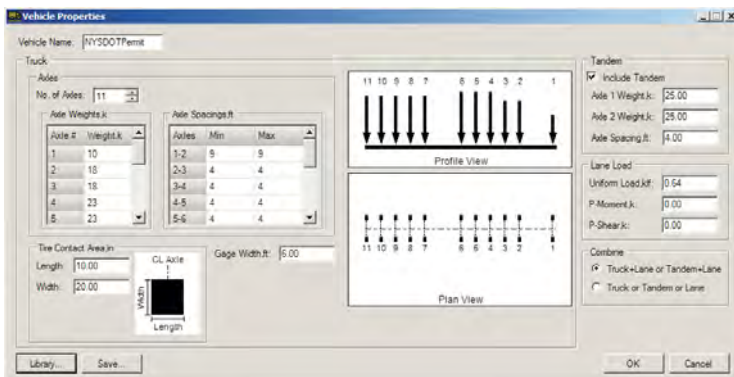 Vehicle Properties
Vehicle Name: NYSDOTPermit
Truck
Axles
No. of Axles: 11
Axle Weights,k
Axle # Weight,k
1 10
2 18
3 18
4 23
5 23
Axle Spacings,ft
Axles Min Max
1-2 9 9
2-3 4 4
3-4 4 4
4-5 4 4
5-6 4 4
Tire Contact Area,in
Length: 10.00
Width: 20.00
CL Axle
Width
Length
Gage Width,ft: 6.00
11 10 9 8 7 6 5 4 3 2 1
Profile View
11 10 9 8 7 6 5 4 3 2 1
Plan View
Tandem
Include Tandem
Axle 1 Weight,k: 25.00
Axle 2 Weight,k: 25.00
Axle Spacing,ft: 4.00
Lane Load
Uniform Load,klf: 0.64
P-Moment,k: 0.00
P-Shear,k: 0.00
Combine
Truck+Lane or Tandem+Lane
Truck or Tandem or Lane
Library...
Save...
OK
Cancel